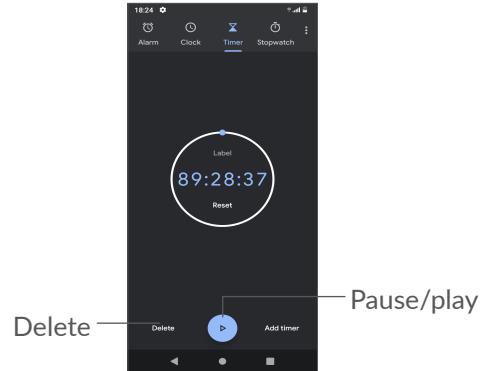 18:24
Alarm Clock Timer Stopwatch
Label
89:28:37
Reset
Pause/play
Delete
Delete Add timer